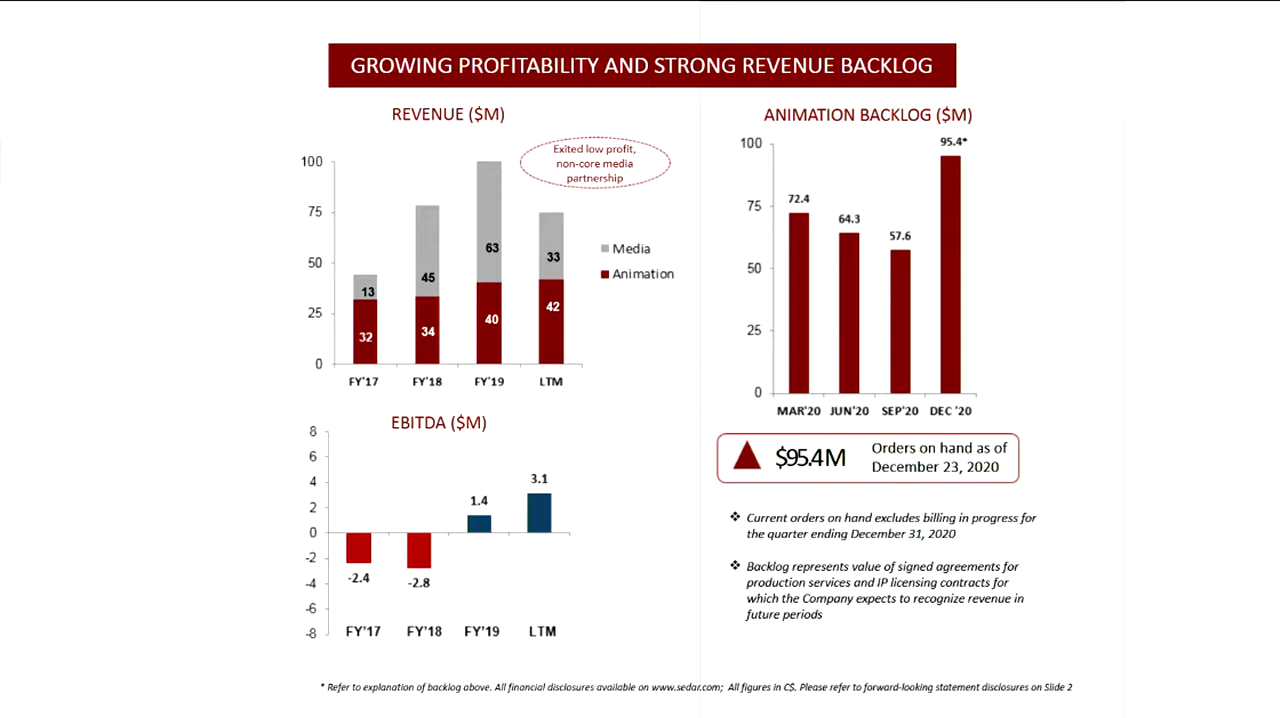 GROWING PROFITABILITY AND STRONG REVENUE BACKLOG
REVENUE ($M)
Exited low profit,
non-core media
partnership
100
75
50
25
0
13
45
63
33
32
34
40
42
Media
Animation
FY'17 FY'18 FY'19 LTM
EBITDA ($M)
8
6
4
2
0
-2
-4
-6
-8
-2.4
-2.8
1.4
3.1
FY'17 FY'18 FY'19 LTM
ANIMATION BACKLOG ($M)
100
75
50
25
0
72.4
64.3
57.6
95.4*
MAR'20 JUN'20 SEP'20 DEC '20
$95.4 M
Orders on hand as of
December 23, 2020
❖ Current orders on hand excludes billing in progress for
the quarter ending December 31, 2020
❖ Backlog represents value of signed agreements for
production services and IP licensing contracts for
which the Company expects to recognize revenue in
future periods
* Refer to explanation of backlog above. All financial disclosures available on www.sedar.com; All figures in C$. Please refer to forward-looking statement disclosures on Slide 2